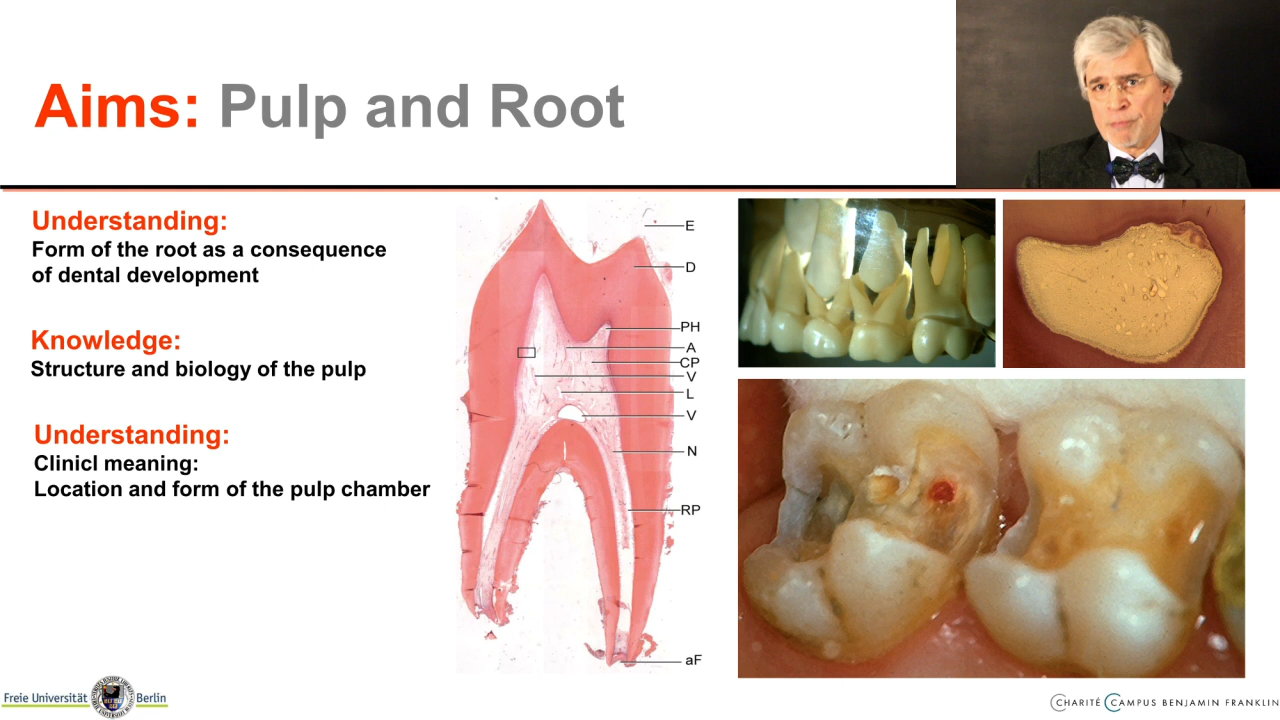 Aims: Pulp and Root
Understanding:
Form of the root as a consequence
of dental development
Knowledge:
Structure and biology of the pulp
Understanding:
Clinicl meaning:
Location and form of the pulp chamber
E
D
PH
A
CP
V
L
V
N
RP
aF
Freie Universität Berlin
CHARITÉ CAMPUS BENJAMIN FRANKLIN